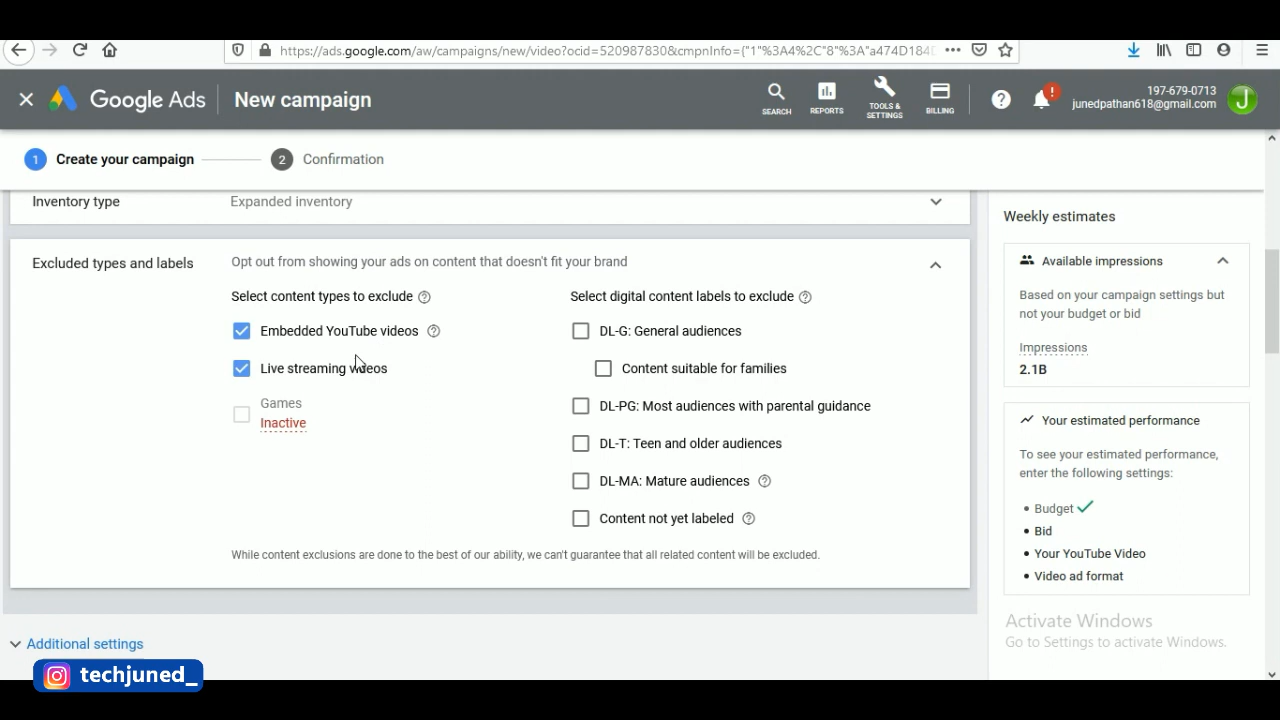 https://ads.google.com/aw/campaigns/new/video?ocid=520987830&cmpnInfo={"1"%3A4%2C"8"%3A"a474D184D
Google Ads
New campaign
SEARCH
REPORTS
TOOLS & SETTINGS
BILLING
197-679-0713
junedpathan618@gmail.com
J
1 Create your campaign
2 Confirmation
Inventory type
Expanded inventory
Excluded types and labels
Opt out from showing your ads on content that doesn't fit your brand
Select content types to exclude
Embedded YouTube videos
Live streaming videos
Games
Inactive
Select digital content labels to exclude
DL-G: General audiences
Content suitable for families
DL-PG: Most audiences with parental guidance
DL-T: Teen and older audiences
DL-MA: Mature audiences
Content not yet labeled
While content exclusions are done to the best of our ability, we can't guarantee that all related content will be excluded.
Additional settings
Weekly estimates
Available impressions
Based on your campaign settings but
not your budget or bid
Impressions
2.1B
Your estimated performance
To see your estimated performance,
enter the following settings:
• Budget
• Bid
• Your YouTube Video
• Video ad format
Activate Windows
Go to Settings to activate Windows.
techjuned_